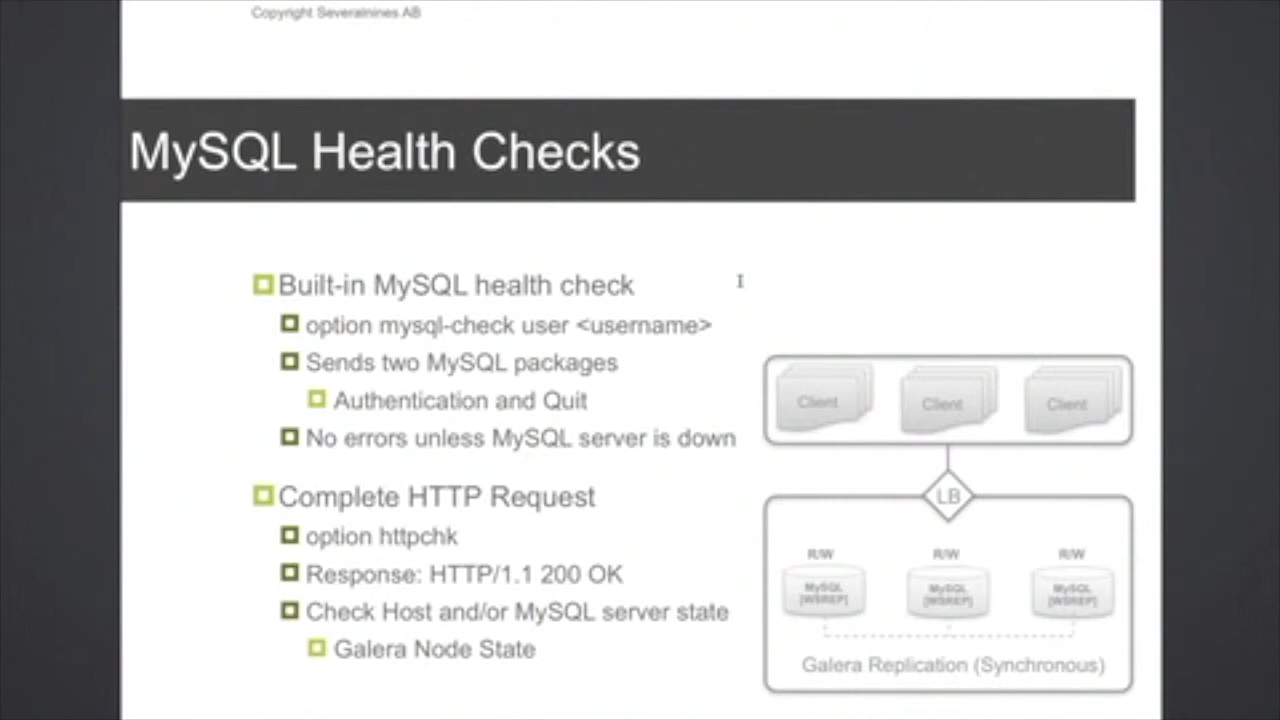 Copyright Severalnines AB
MySQL Health Checks
Built-in MySQL health check
option mysql-check user <username>
Sends two MySQL packages
Authentication and Quit
No errors unless MySQL server is down
Complete HTTP Request
option httpchk
Response: HTTP/1.1 200 OK
Check Host and/or MySQL server state
Galera Node State
Client
Client
Client
LB
R/W
R/W
R/W
MySQL
[WSREP]
MySQL
[WSREP]
MySQL
[WSREP]
Galera Replication (Synchronous)